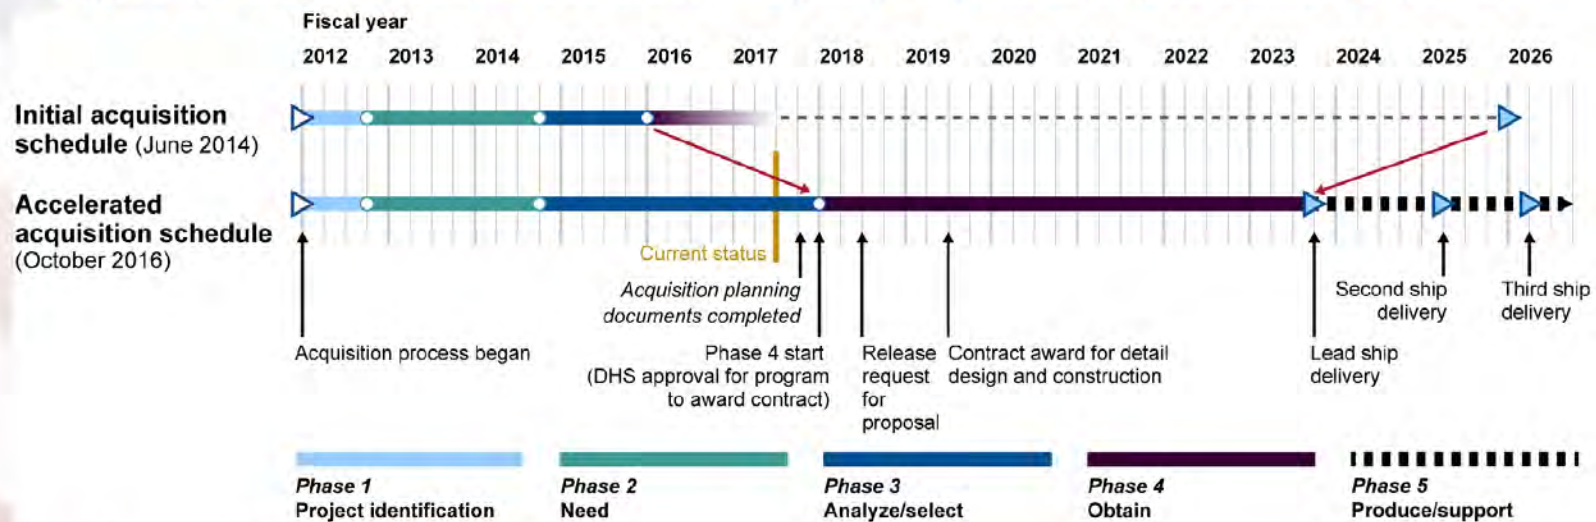 Fiscal year
2012 2013 2014 2015 2016 2017 2018 2019 2020 2021 2022 2023 2024 2025 2026
Initial acquisition
schedule (June 2014)
Accelerated
acquisition schedule
(October 2016)
Current status
Acquisition planning
documents completed
Second ship
delivery
Third ship
delivery
Acquisition process began
Phase 4 start
(DHS approval for program
to award contract)
Release
request
for
proposal
Contract award for detail
design and construction
Lead ship
delivery
Phase 1
Project identification
Phase 2
Need
Phase 3
Analyze/select
Phase 4
Obtain
Phase 5
Produce/support